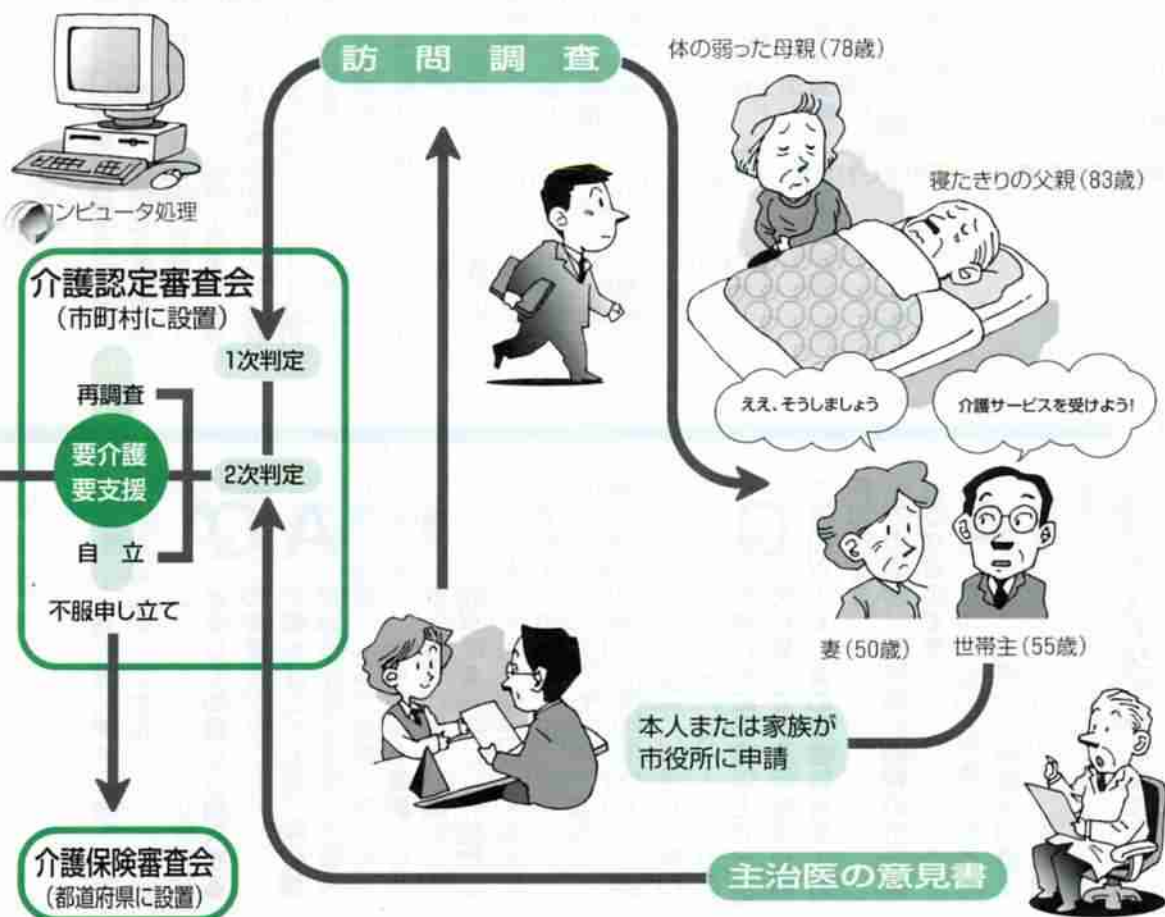 訪問調査
体の弱った母親(78歳)
寝たきりの父親(83歳)
ンピュータ処理
介護認定審査会
(市町村に設置)
1次判定
再調査
要介護
要支援
2次判定
自立
不服申し立て
ええ、そうしましょう
介護サービスを受けよう!
妻(50歳)
世帯主(55歳)
本人または家族が
市役所に申請
介護保険審査会
(都道府県に設置)
主治医の意見書